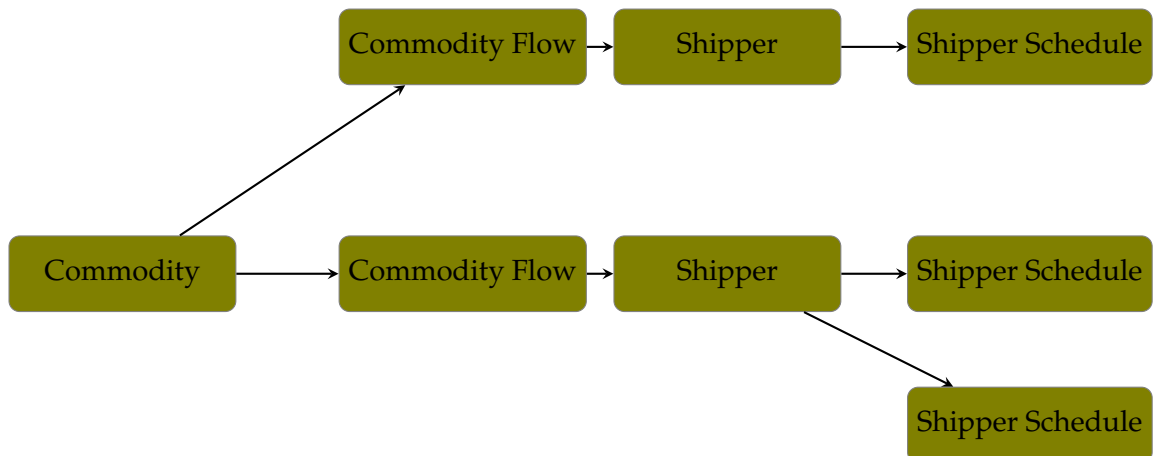 Commodity Flow
Shipper
Shipper Schedule
Commodity
Commodity Flow
Shipper
Shipper Schedule
Shipper Schedule